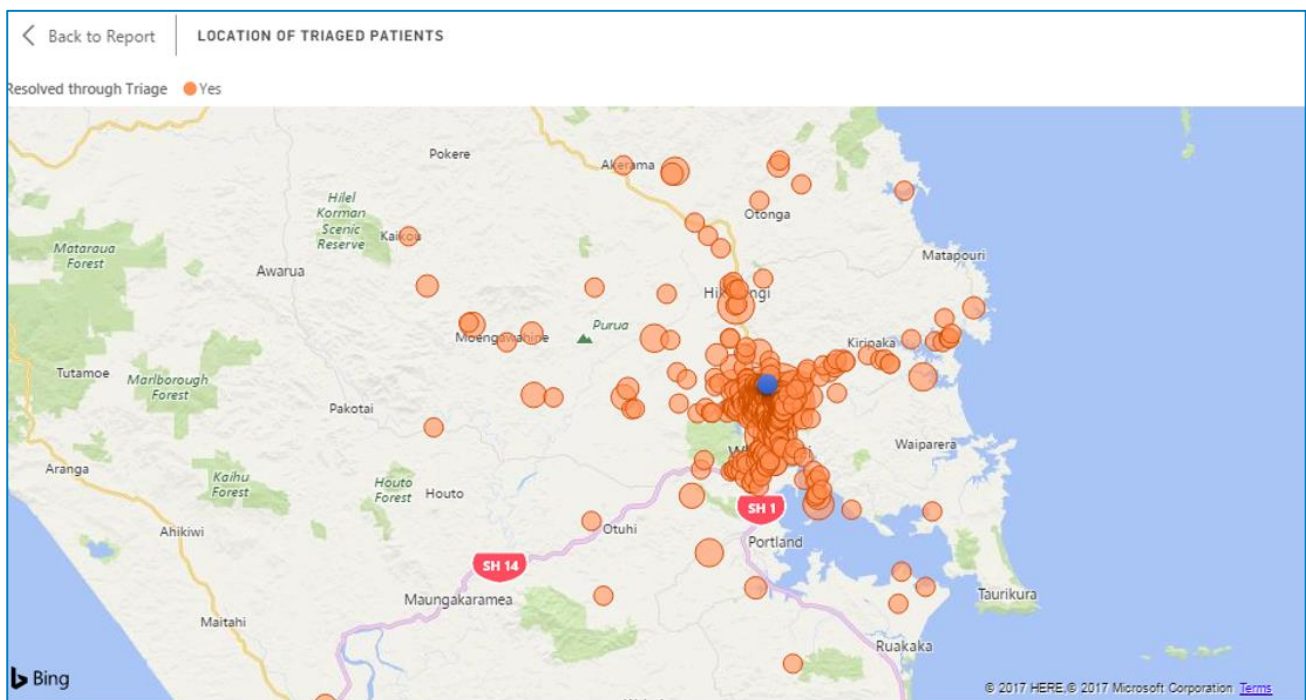 Back to Report
LOCATION OF TRIAGED PATIENTS
Resolved through Triage
Yes
Pokere
Akerama
Hilel
Korman
Scenic
Reserve
Kaikou
Otonga
Mataraua
Forest
Awarua
Matapouri
Purua
Moengawahine
Kiripaka
Tutamoe
Marlborough
Forest
Pakotai
Waiparera
Aranga
Kaihu
Forest
Houto
Forest
Houto
Ahikiwi
Otuhi
SH 1
Portland
SH 14
Maungakaramea
Taurikura
Maitahi
Ruakaka
Bing
© 2017 HERE,© 2017 Microsoft Corporation Terms